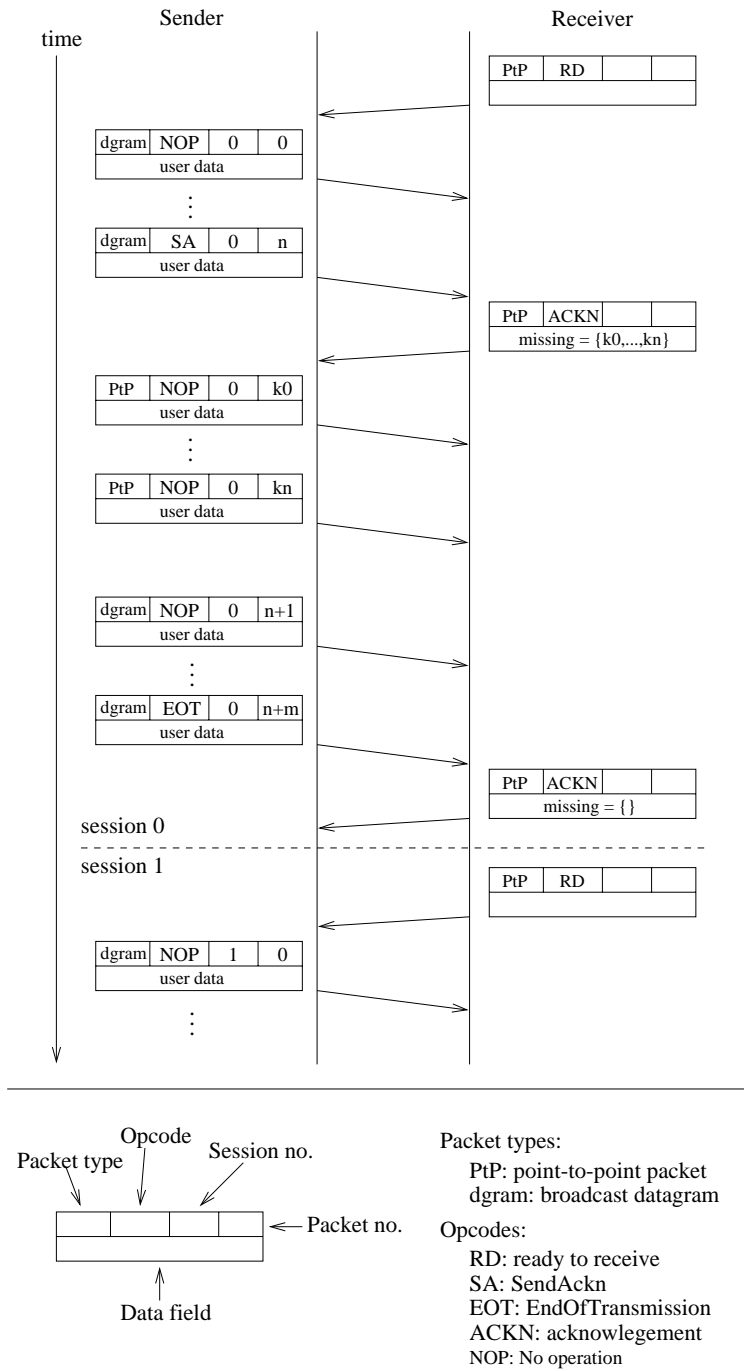 Sender
Receiver
time
PtP RD
dgram NOP 0 0
user data
dgram SA 0 n
user data
PtP ACKN
missing = {k0,...,kn}
PtP NOP 0 k0
user data
PtP NOP 0 kn
user data
dgram NOP 0 n+1
user data
dgram EOT 0 n+m
user data
PtP ACKN
missing = {}
session 0
session 1
PtP RD
dgram NOP 1 0
user data
Opcode
Packet type
Session no.
Packet no.
Data field
Packet types:
PtP: point-to-point packet
dgram: broadcast datagram
Opcodes:
RD: ready to receive
SA: SendAckn
EOT: EndOfTransmission
ACKN: acknowlegement
NOP: No operation